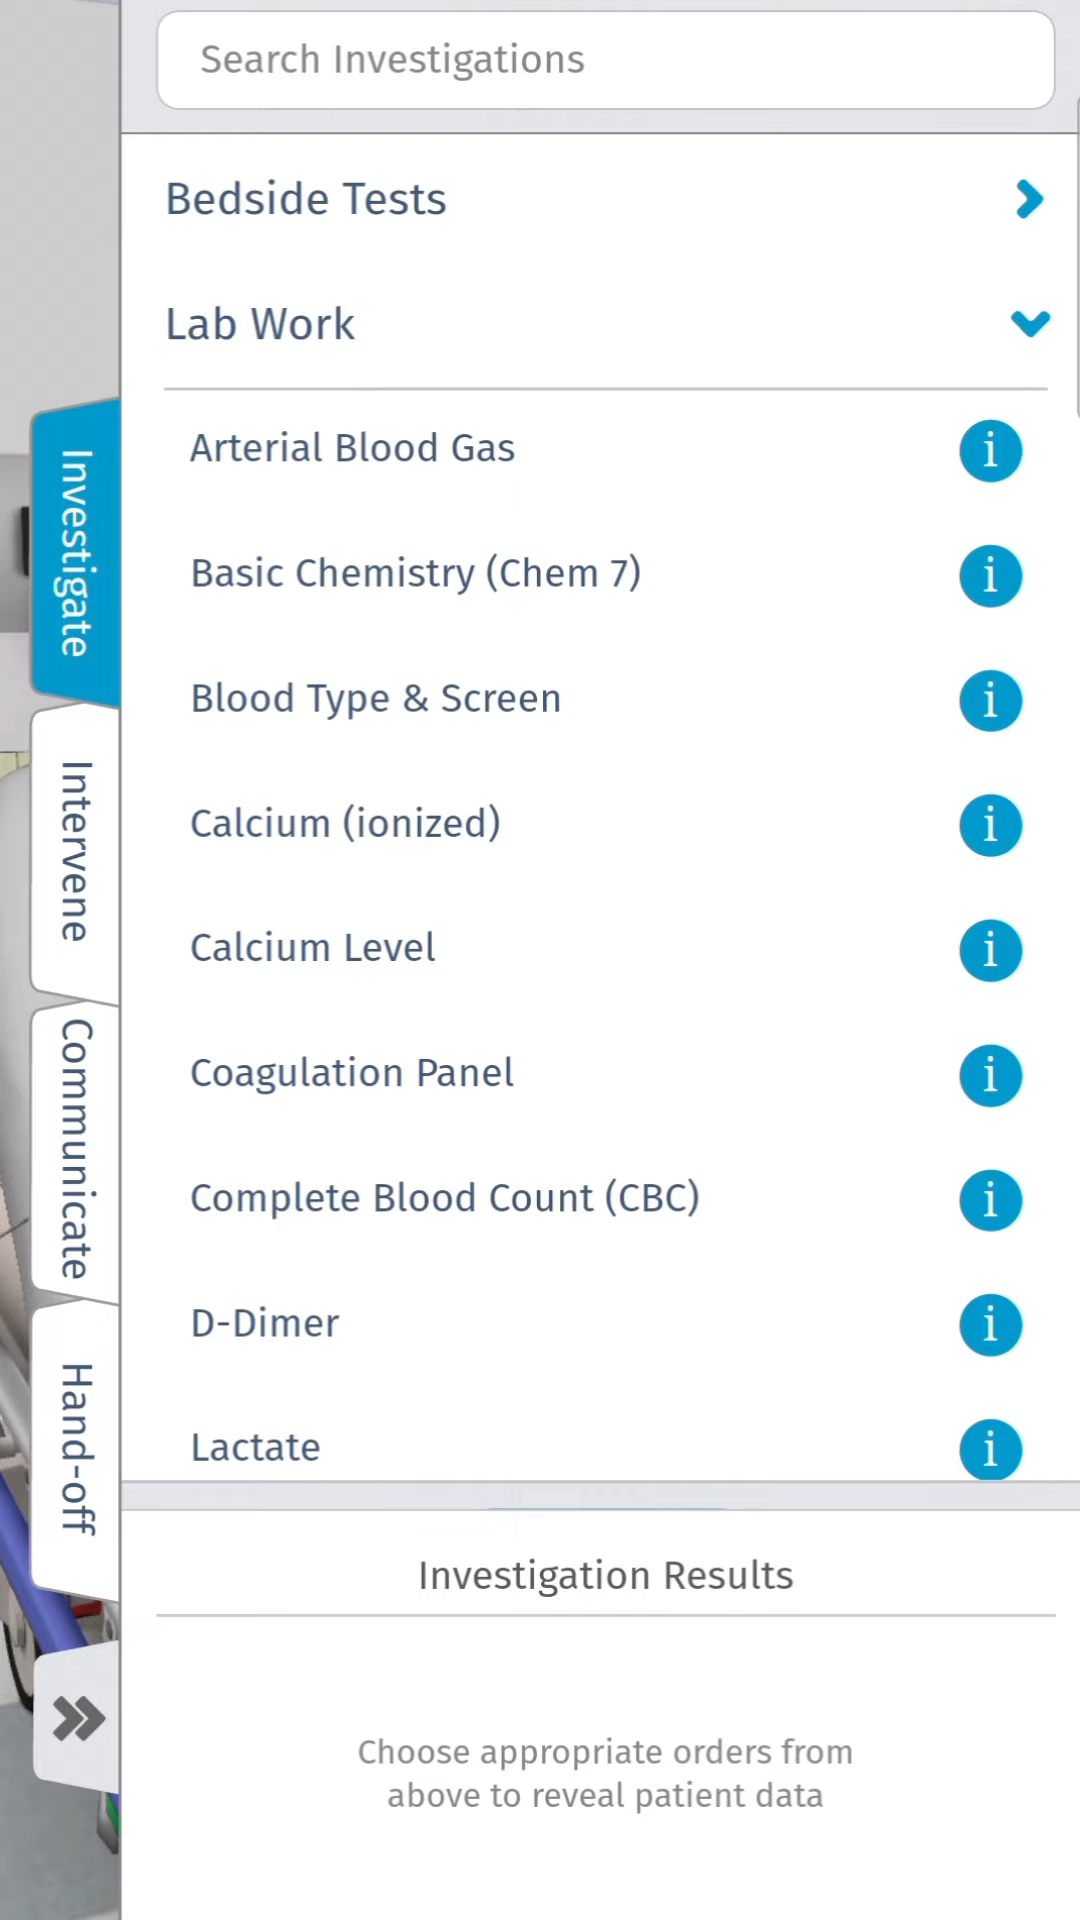 Search Investigations
Bedside Tests
Lab Work
Arterial Blood Gas
i
Basic Chemistry (Chem 7)
i
Blood Type & Screen
i
Calcium (ionized)
i
Calcium Level
i
Coagulation Panel
i
Complete Blood Count (CBC)
i
D-Dimer
i
Lactate
i
Investigate
Intervene
Communicate
Hand-off
Investigation Results
Choose appropriate orders from
above to reveal patient data